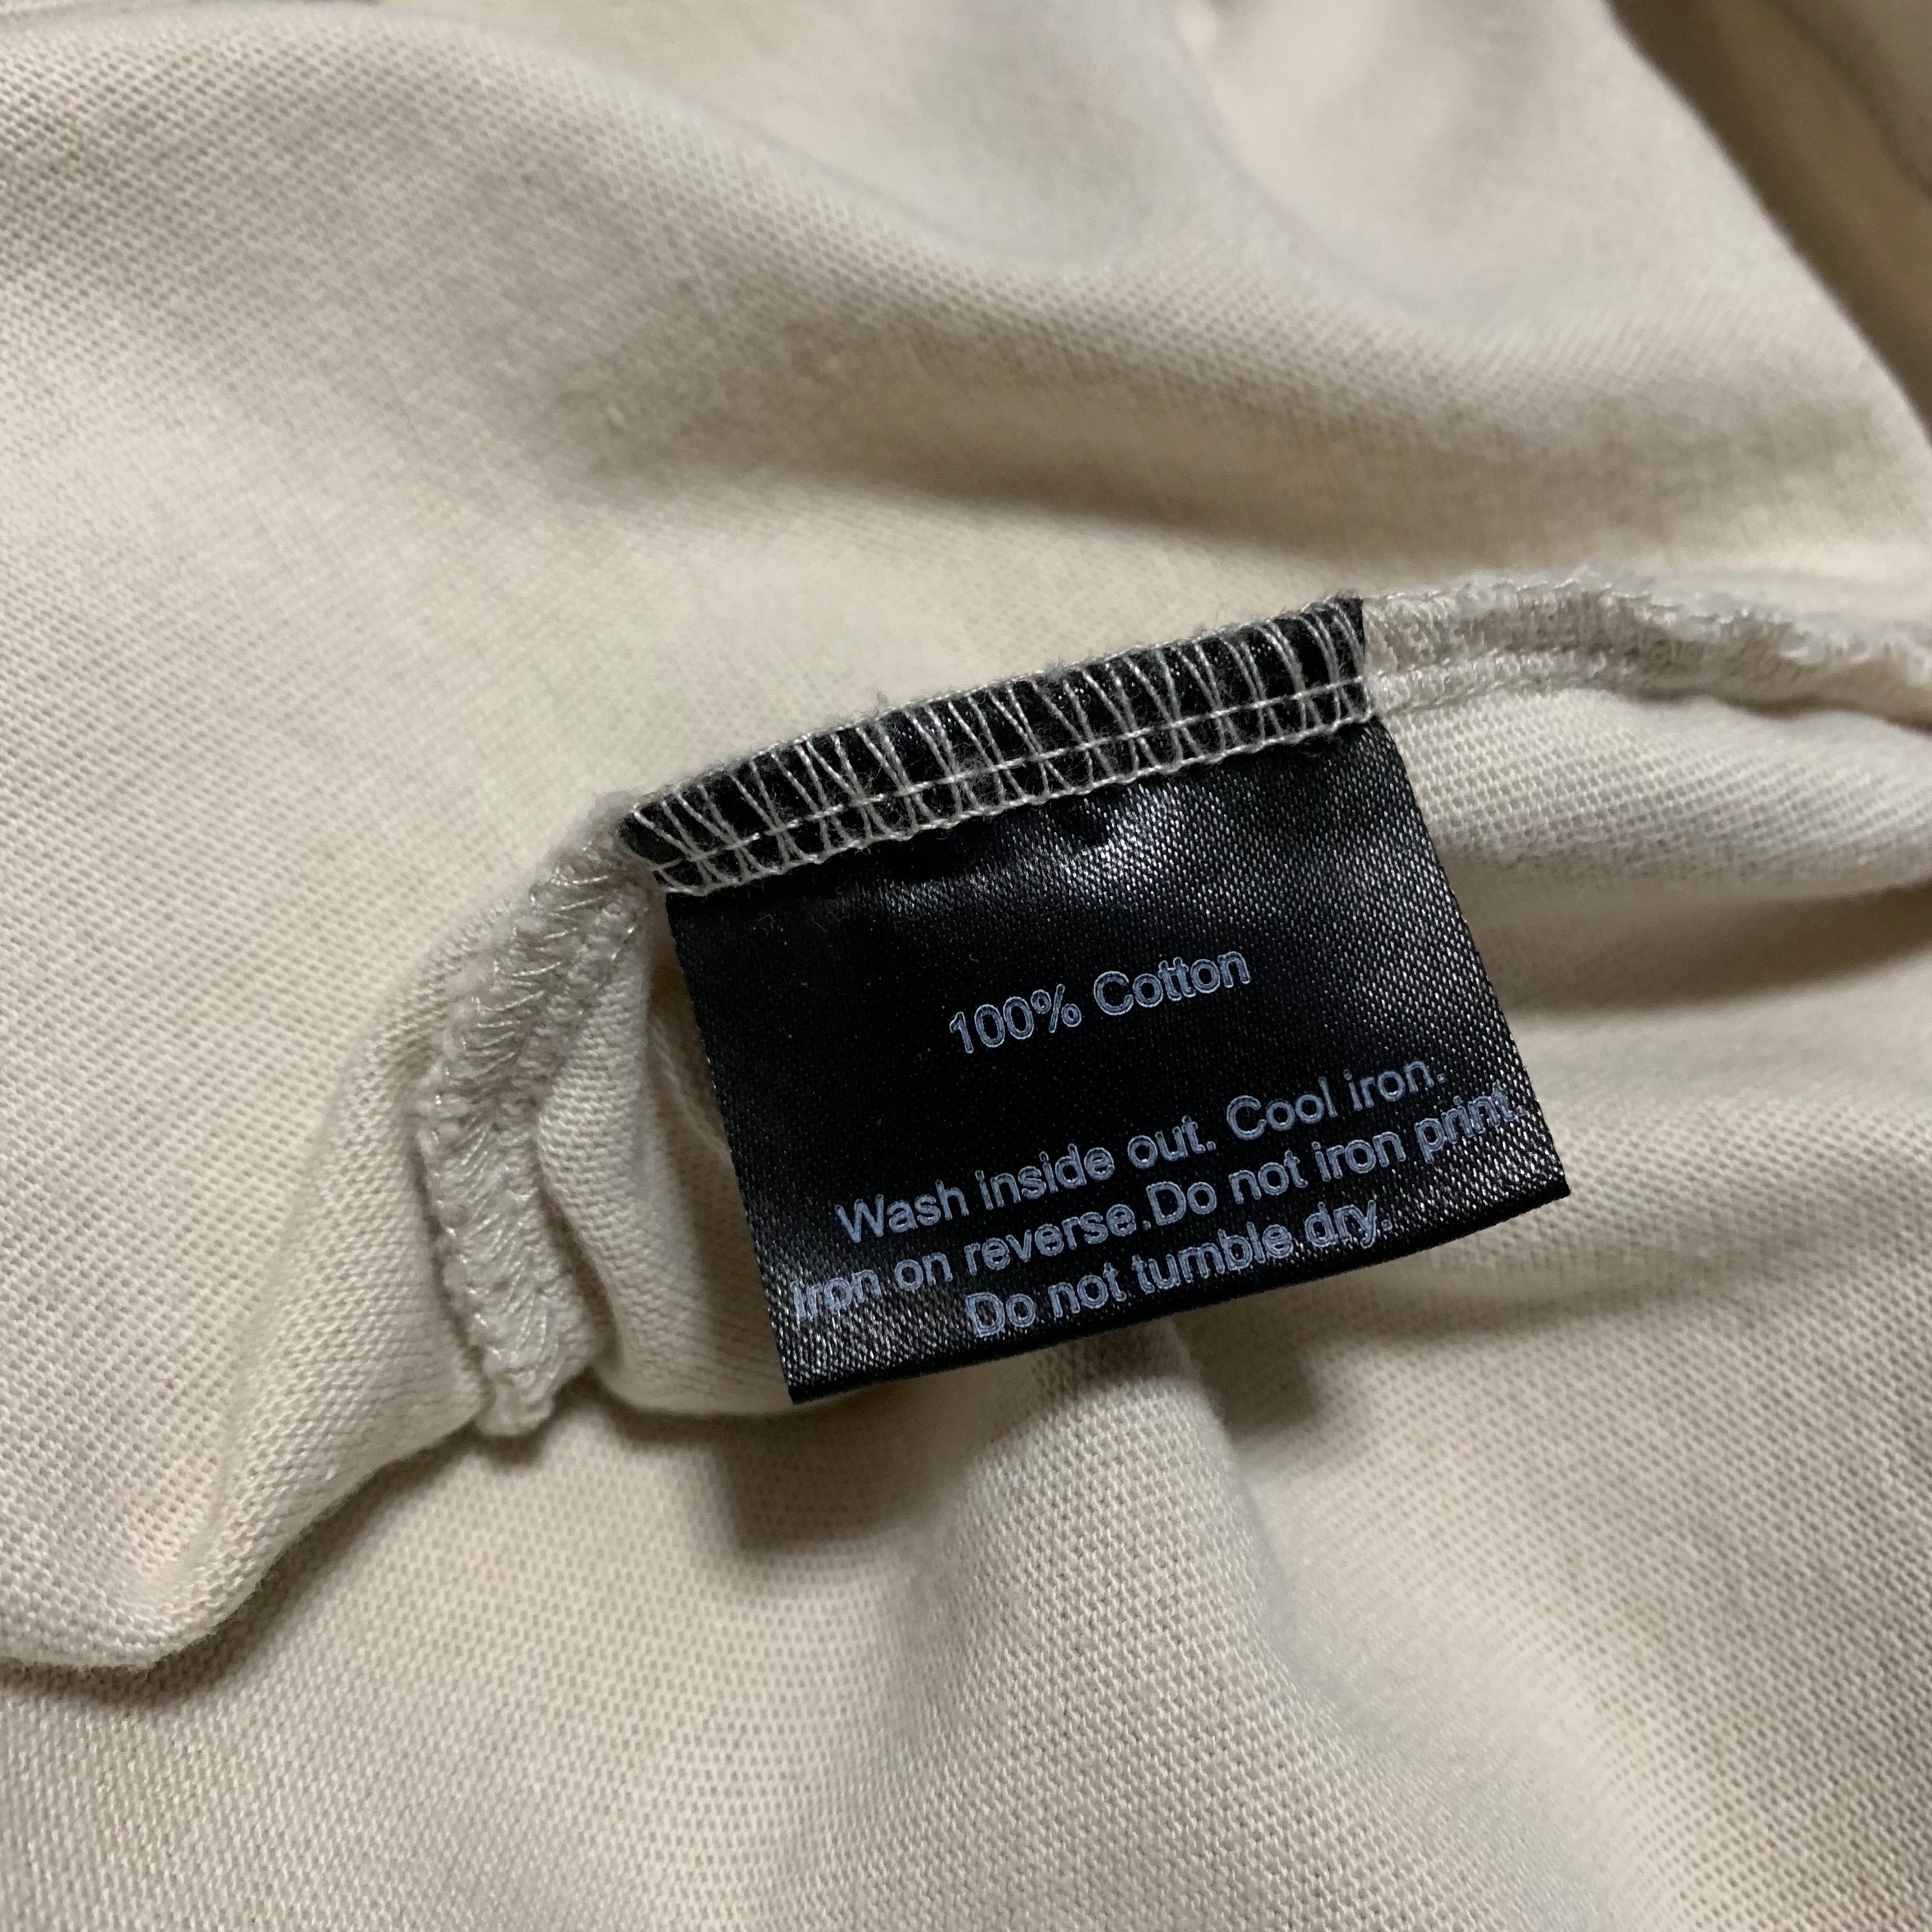 100% Cotton
Wash inside out. Cool iron.
Iron on reverse.Do not iron print.
Do not tumble dry.